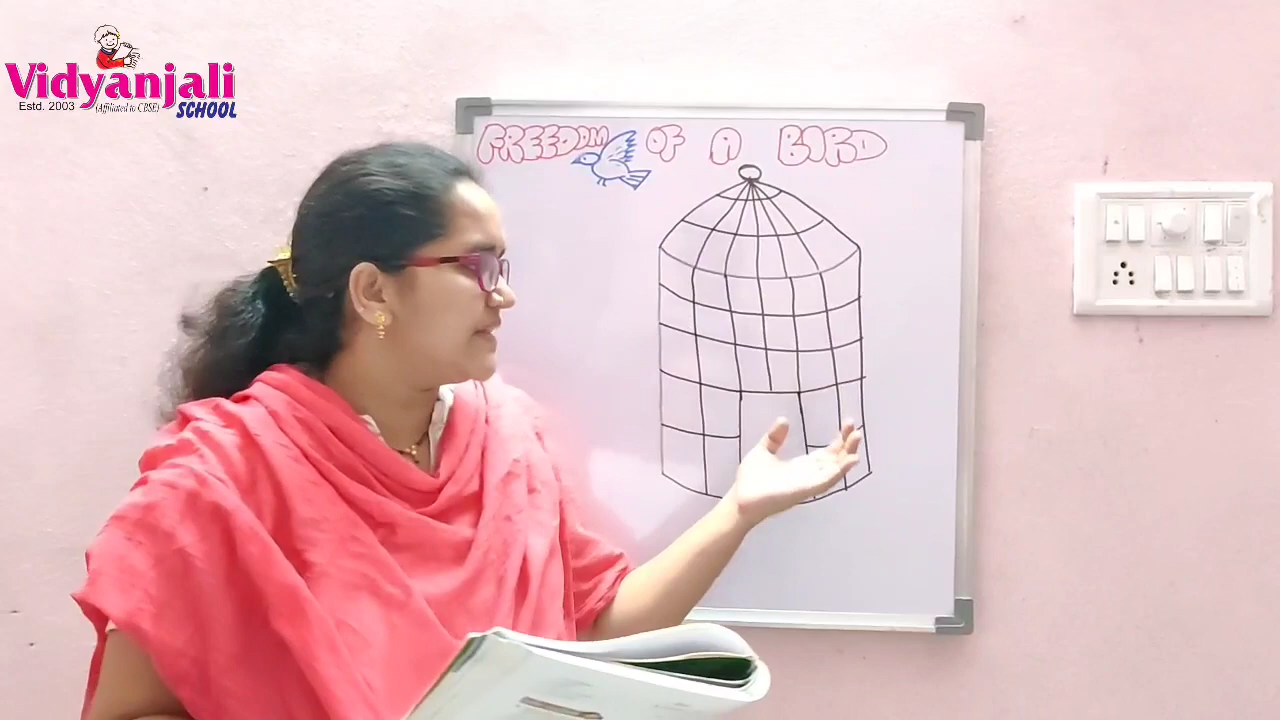 Vidyanjali
Estd. 2003 (Affiliated to CBSE) SCHOOL
FREEDOM OF A BIRD